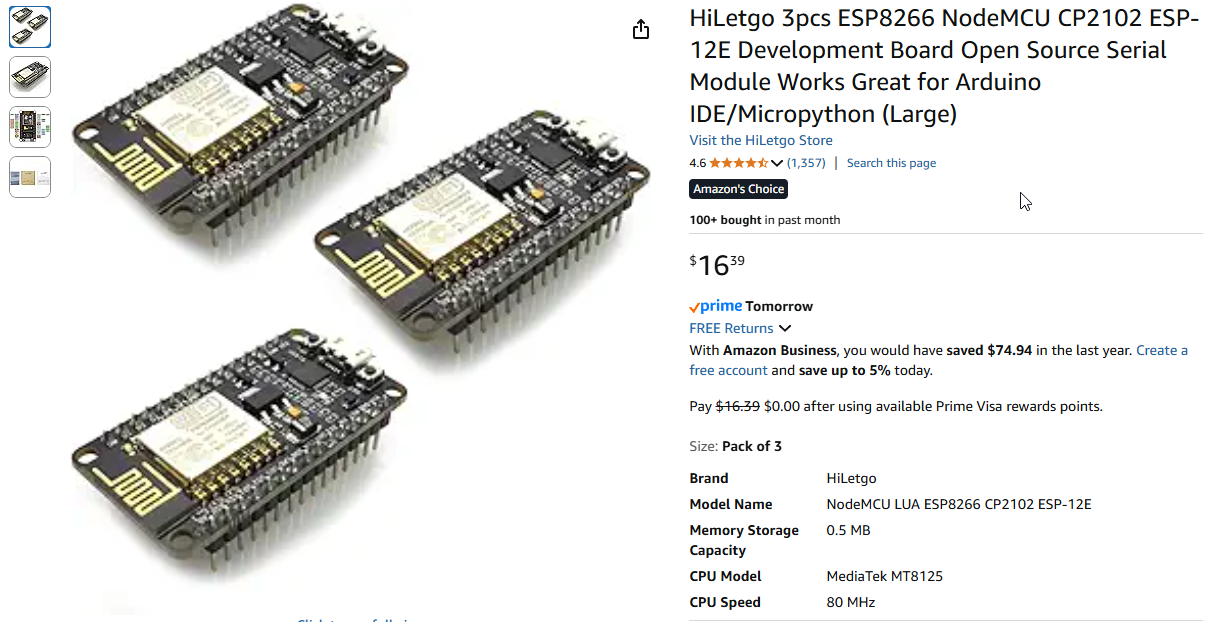 HiLetgo 3pcs ESP8266 NodeMCU CP2102 ESP-
12E Development Board Open Source Serial
Module Works Great for Arduino
IDE/Micropython (Large)
Visit the HiLetgo Store
4.6 (1,357) | Search this page
Amazon's Choice
100+ bought in past month
$16.39
prime Tomorrow
FREE Returns
With Amazon Business, you would have saved $74.94 in the last year. Create a
free account and save up to 5% today.
Pay $16.39 $0.00 after using available Prime Visa rewards points.
Size: Pack of 3
Brand HiLetgo
Model Name NodeMCU LUA ESP8266 CP2102 ESP-12E
Memory Storage 0.5 MB
Capacity
CPU Model MediaTek MT8125
CPU Speed 80 MHz